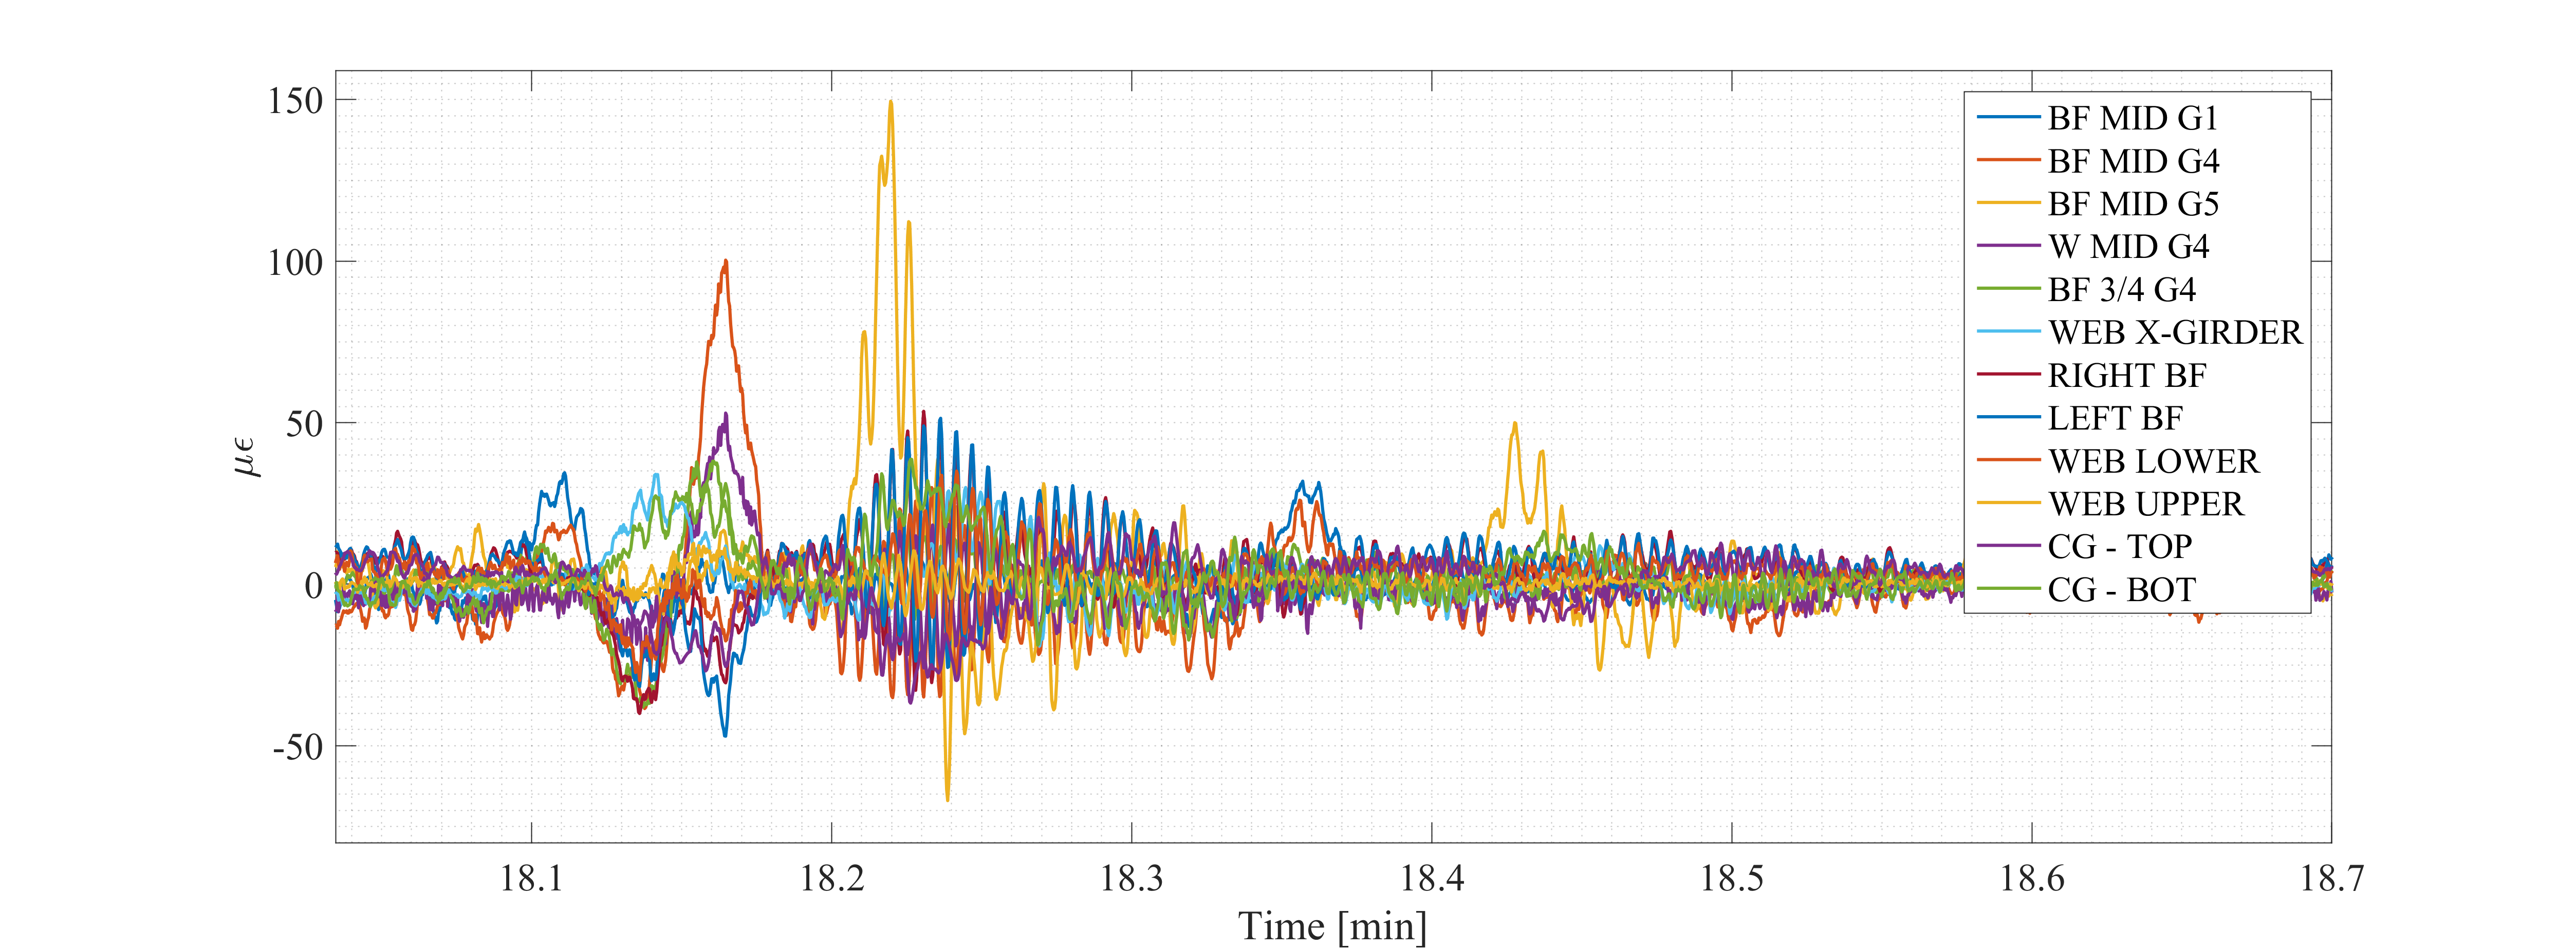 150
100
50
0
-50
με
18.1
18.2
18.3
18.4
18.5
18.6
18.7
Time [min]
BF MID G1
BF MID G4
BF MID G5
W MID G4
BF 3/4 G4
WEB X-GIRDER
RIGHT BF
LEFT BF
WEB LOWER
WEB UPPER
CG - TOP
CG - BOT